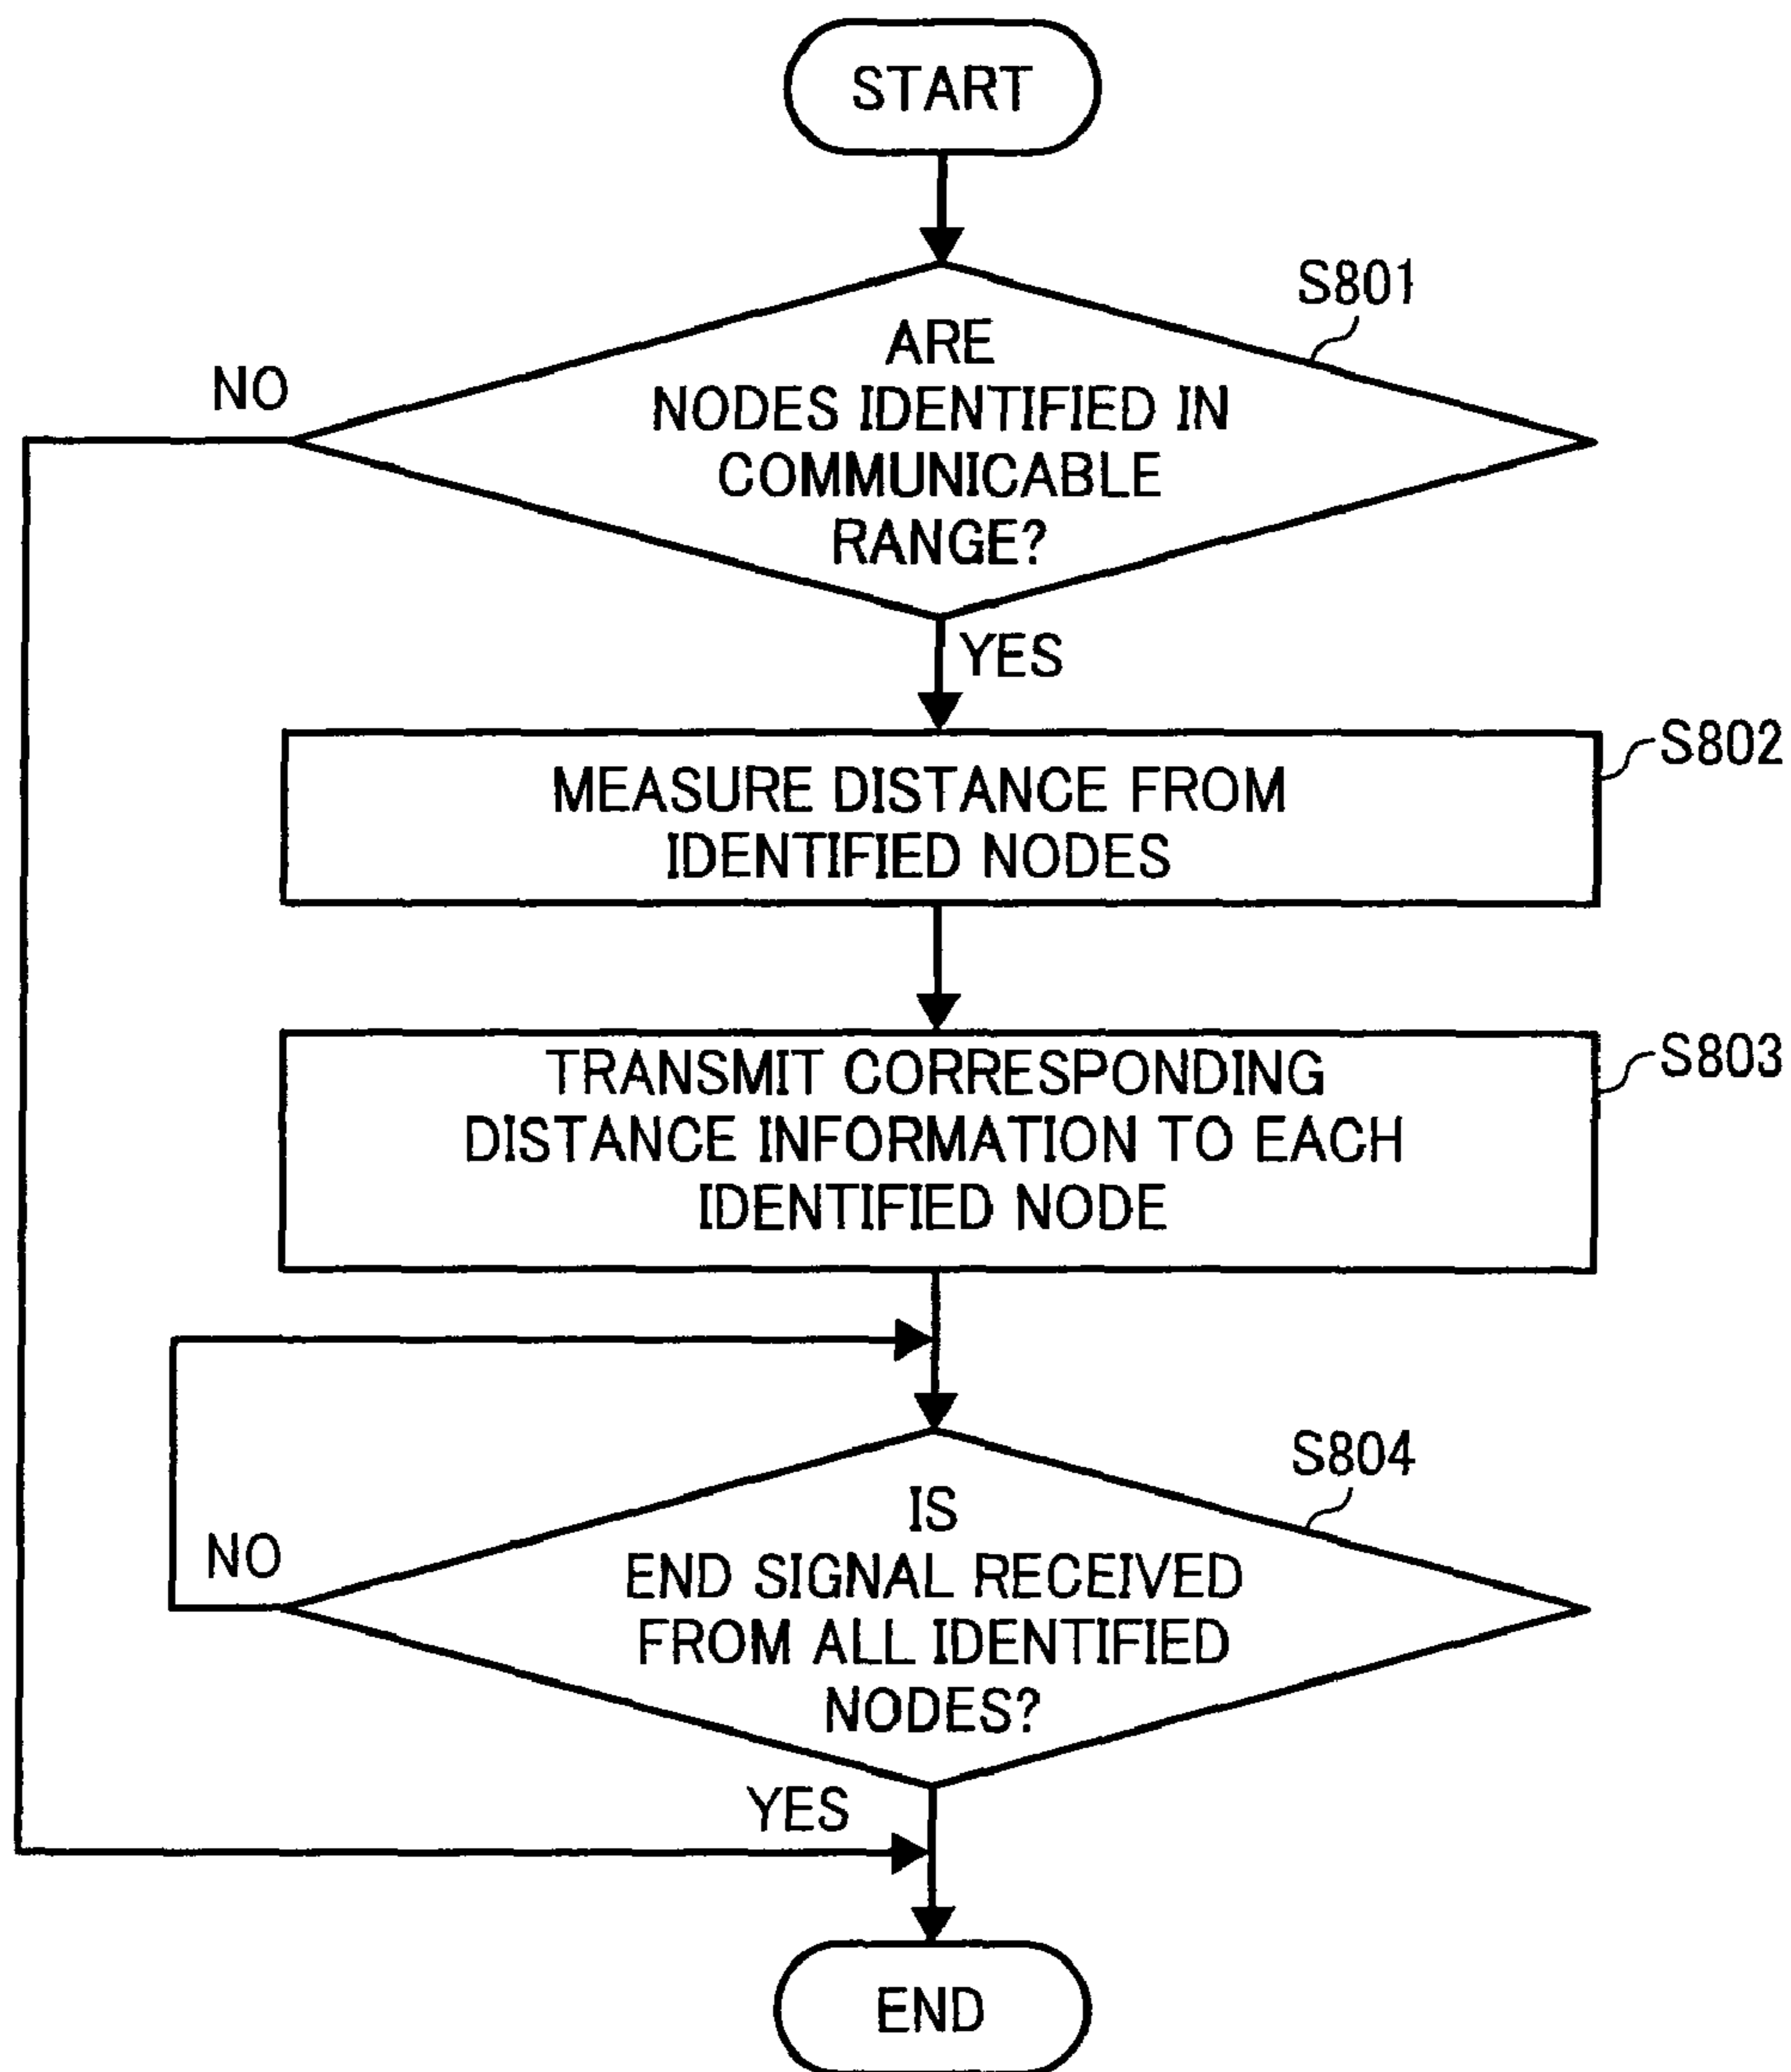 START
S801
ARE
NODES IDENTIFIED IN
COMMUNICABLE
RANGE?
NO
YES
S802
MEASURE DISTANCE FROM
IDENTIFIED NODES
S803
TRANSMIT CORRESPONDING
DISTANCE INFORMATION TO EACH
IDENTIFIED NODE
S804
IS
END SIGNAL RECEIVED
FROM ALL IDENTIFIED
NODES?
NO
YES
END